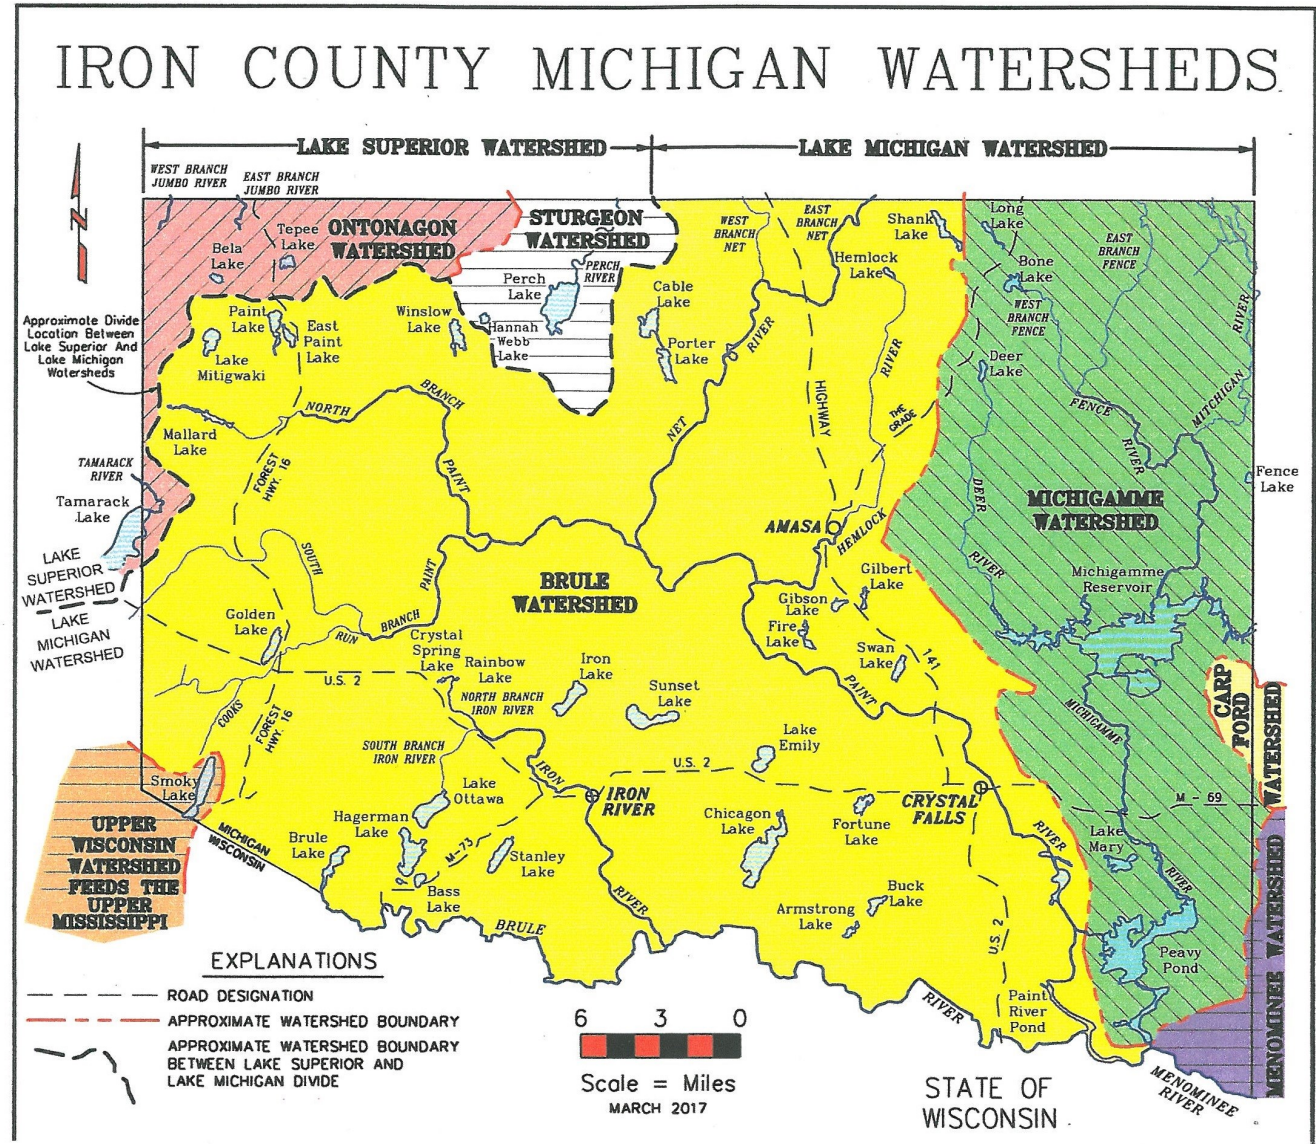 IRON COUNTY MICHIGAN WATERSHEDS
LAKE SUPERIOR WATERSHED
LAKE MICHIGAN WATERSHED
WEST BRANCH
JUMBO RIVER
EAST BRANCH
JUMBO RIVER
N
ONTONAGON
WATERSHED
STURGEON
WATERSHED
Bela
Lake
Tepee
Lake
PERCH
RIVER
Perch
Lake
WEST
BRANCH
NET
EAST
BRANCH
NET
Shank
Lake
Hemlock
Lake
Long
Lake
Bone
Lake
EAST
BRANCH
FENCE
WEST
BRANCH
FENCE
RIVER
MITCHIGAN
Approximate Divide
Location Between
Lake Superior And
Lake Michigan
Watersheds
Paint
Lake
East
Paint
Lake
Lake
Mitigwaki
Winslow
Lake
Hannah
Webb
Lake
Cable
Lake
Porter
Lake
RIVER
NET
HIGHWAY
RIVER
THE
GRADE
Deer
Lake
FENCE
RIVER
Mallard
Lake
NORTH
BRANCH
PAINT
FOREST
HWY. 16
TAMARACK
RIVER
Tamarack
Lake
LAKE
SUPERIOR
WATERSHED
LAKE
MICHIGAN
WATERSHED
AMASA
HEMLOCK
DEER
RIVER
MICHIGAMME
WATERSHED
Fence
Lake
Michigamme
Reservoir
SOUTH
BRANCH
PAINT
RUN
BRULE
WATERSHED
Gilbert
Lake
Gibson
Lake
Fire
Lake
Swan
Lake
141
Golden
Lake
Crystal
Spring
Lake
Rainbow
Lake
U.S. 2
NORTH BRANCH
IRON RIVER
Iron
Lake
Sunset
Lake
PAINT
MICHIGAMME
CARP
FORD
WATERSHED
COOKS
FOREST
HWY. 16
SOUTH BRANCH
IRON RIVER
IRON
Lake
Emily
U.S. 2
Smoky
Lake
Lake
Ottawa
IRON
RIVER
CRYSTAL
FALLS
M - 69
UPPER
WISCONSIN
WATERSHED
FEEDS THE
UPPER
MISSISSIPPI
MICHIGAN
WISCONSIN
Hagerman
Lake
Brule
Lake
M-73
Stanley
Lake
Bass
Lake
Chicagon
Lake
Fortune
Lake
RIVER
Lake
Mary
RIVER
Buck
Lake
Armstrong
Lake
BRULE
RIVER
U.S. 2
Peavy
Pond
MENOMINEE WATERSHED
RIVER
Paint
River
Pond
MENOMINEE
RIVER
EXPLANATIONS
ROAD DESIGNATION
APPROXIMATE WATERSHED BOUNDARY
APPROXIMATE WATERSHED BOUNDARY
BETWEEN LAKE SUPERIOR AND
LAKE MICHIGAN DIVIDE
6 3 0
Scale = Miles
MARCH 2017
STATE OF
WISCONSIN